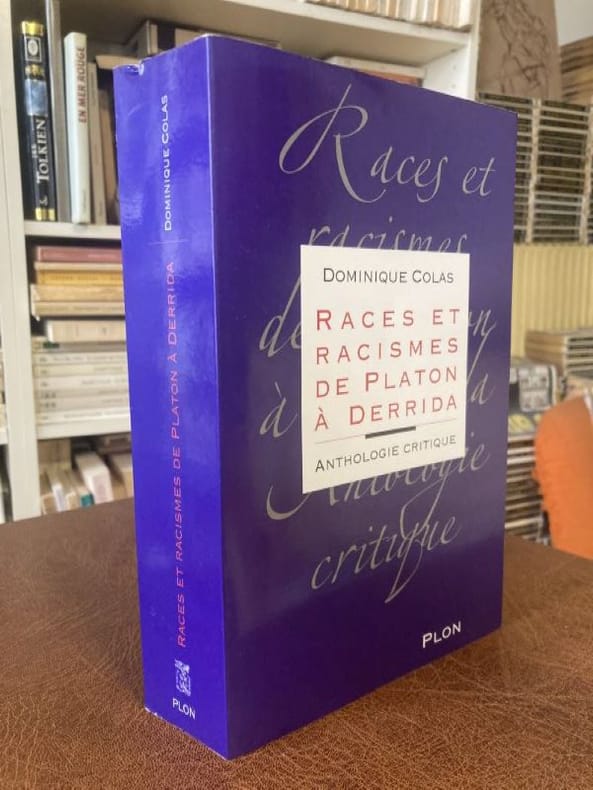 TOLKIEN
EN MER ROUGE
DOMINIQUE COLAS
RACES ET RACISMES DE PLATON À DERRIDA
PLON
Races et
racismes
de
à
Antologie
critique
DOMINIQUE COLAS
RACES ET
RACISMES
DE PLATON
À DERRIDA
ANTHOLOGIE CRITIQUE
PLON